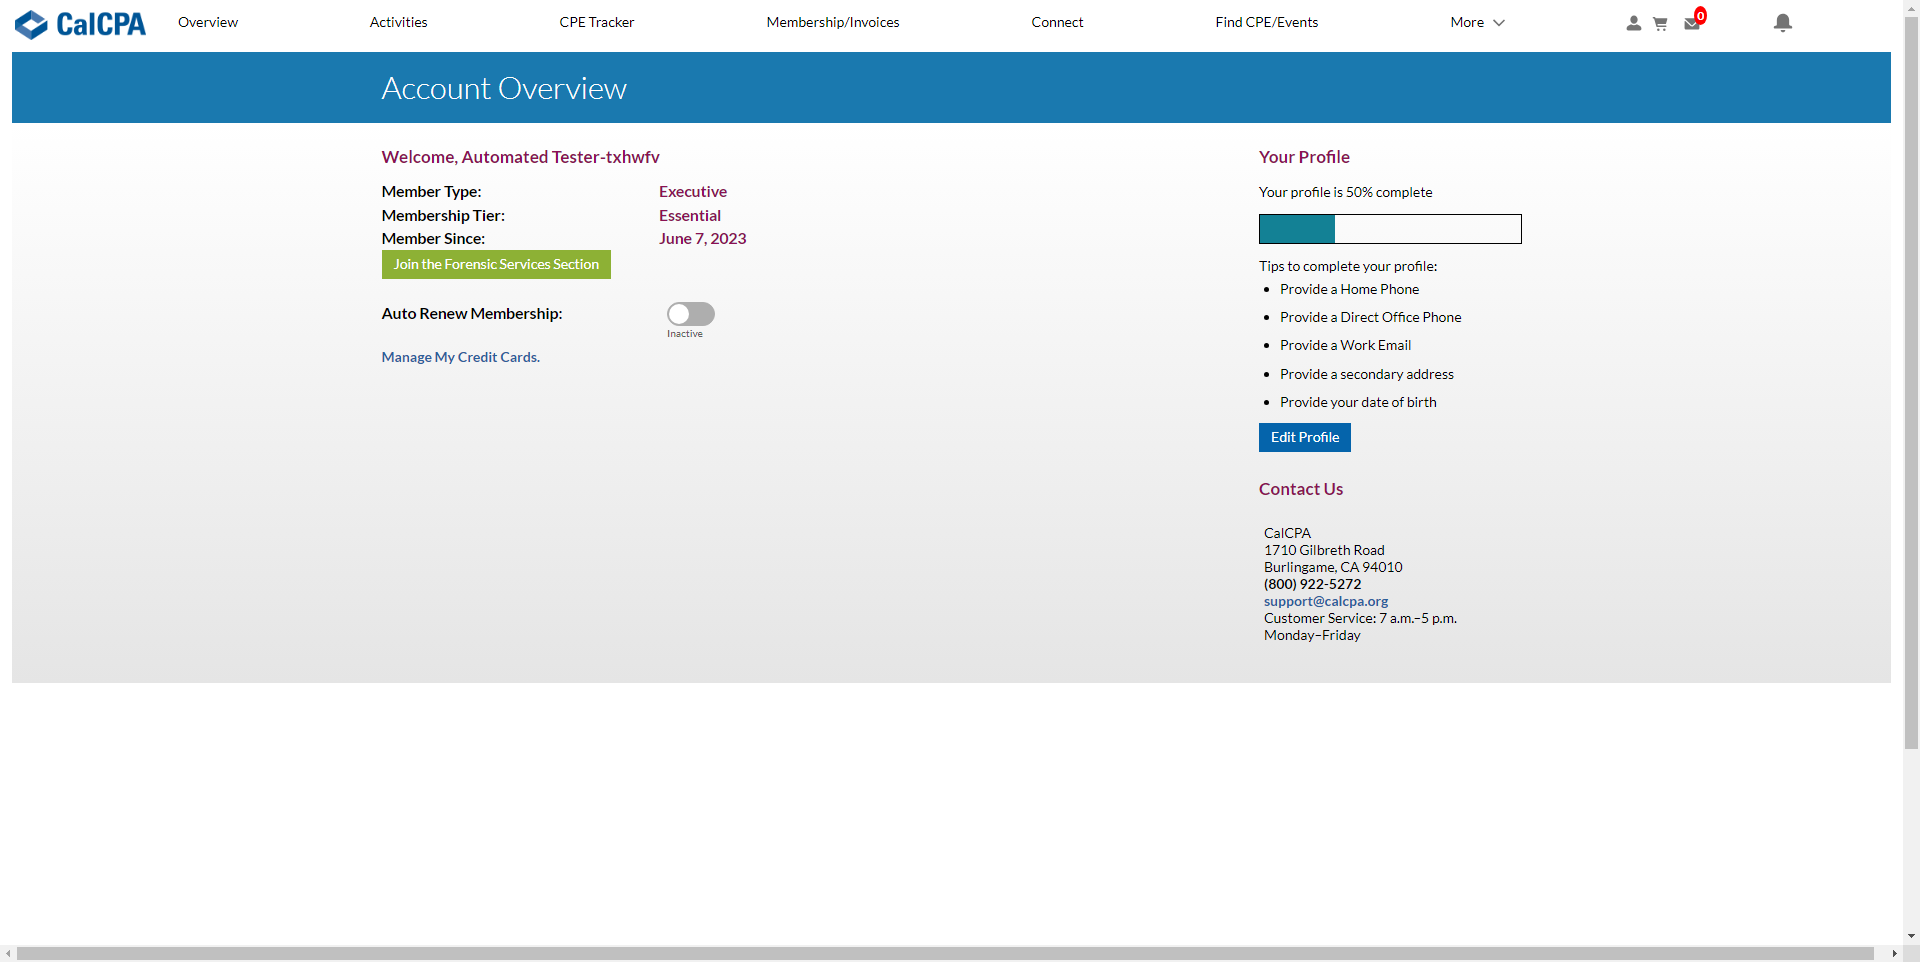 CalCPA
Overview
Activities
CPE Tracker
Membership/Invoices
Connect
Find CPE/Events
More
0
Account Overview
Welcome, Automated Tester-txhwfv
Member Type: Executive
Membership Tier: Essential
Member Since: June 7, 2023
Join the Forensic Services Section
Auto Renew Membership:
Inactive
Manage My Credit Cards.
Your Profile
Your profile is 50% complete
Tips to complete your profile:
Provide a Home Phone
Provide a Direct Office Phone
Provide a Work Email
Provide a secondary address
Provide your date of birth
Edit Profile
Contact Us
CalCPA
1710 Gilbreth Road
Burlingame, CA 94010
(800) 922-5272
support@calcpa.org
Customer Service: 7 a.m.–5 p.m.
Monday–Friday